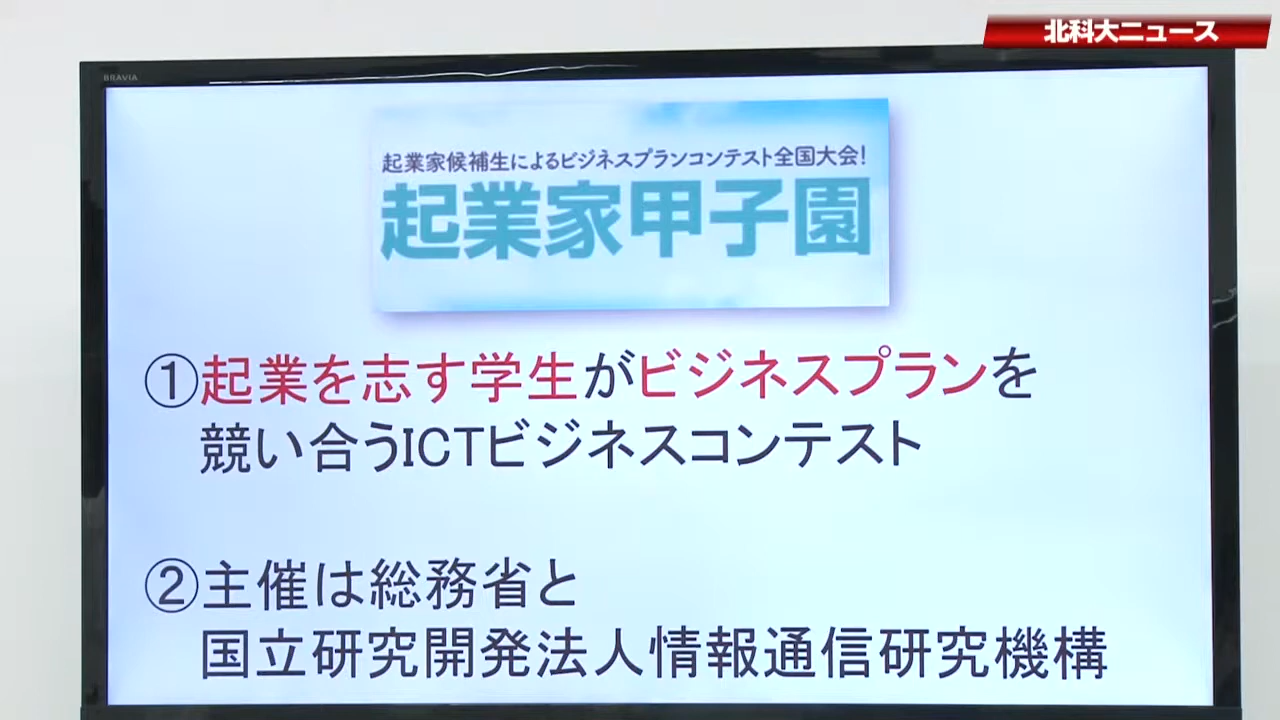 北科大ニュース
BRAVIA
起業家候補生によるビジネスプランコンテスト全国大会!
起業家甲子園
①起業を志す学生がビジネスプランを
競い合うICTビジネスコンテスト
②主催は総務省と
国立研究開発法人情報通信研究機構